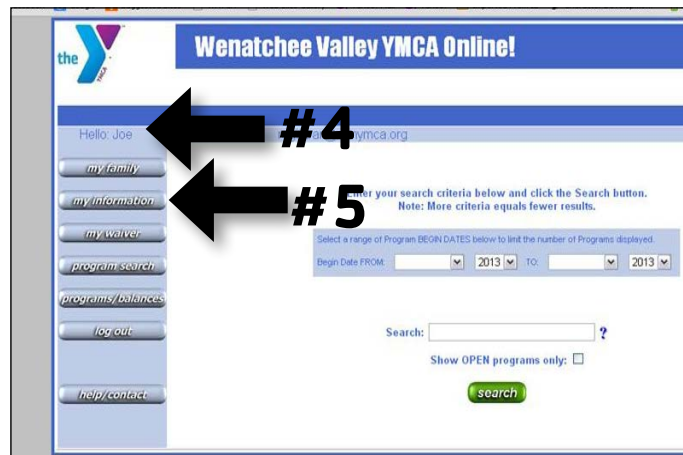 the
YMCA
Wenatchee Valley YMCA Online!
Hello: Joe
#4
ymca.org
my family
my information
#5
Enter your search criteria below and click the Search button.
Note: More criteria equals fewer results.
my waiver
Select a range of Program BEGIN DATES below to limit the number of Programs displayed.
program search
Begin Date FROM: 2013 TO: 2013
programs/balances
log out
Search: ?
Show OPEN programs only:
help/contact
search